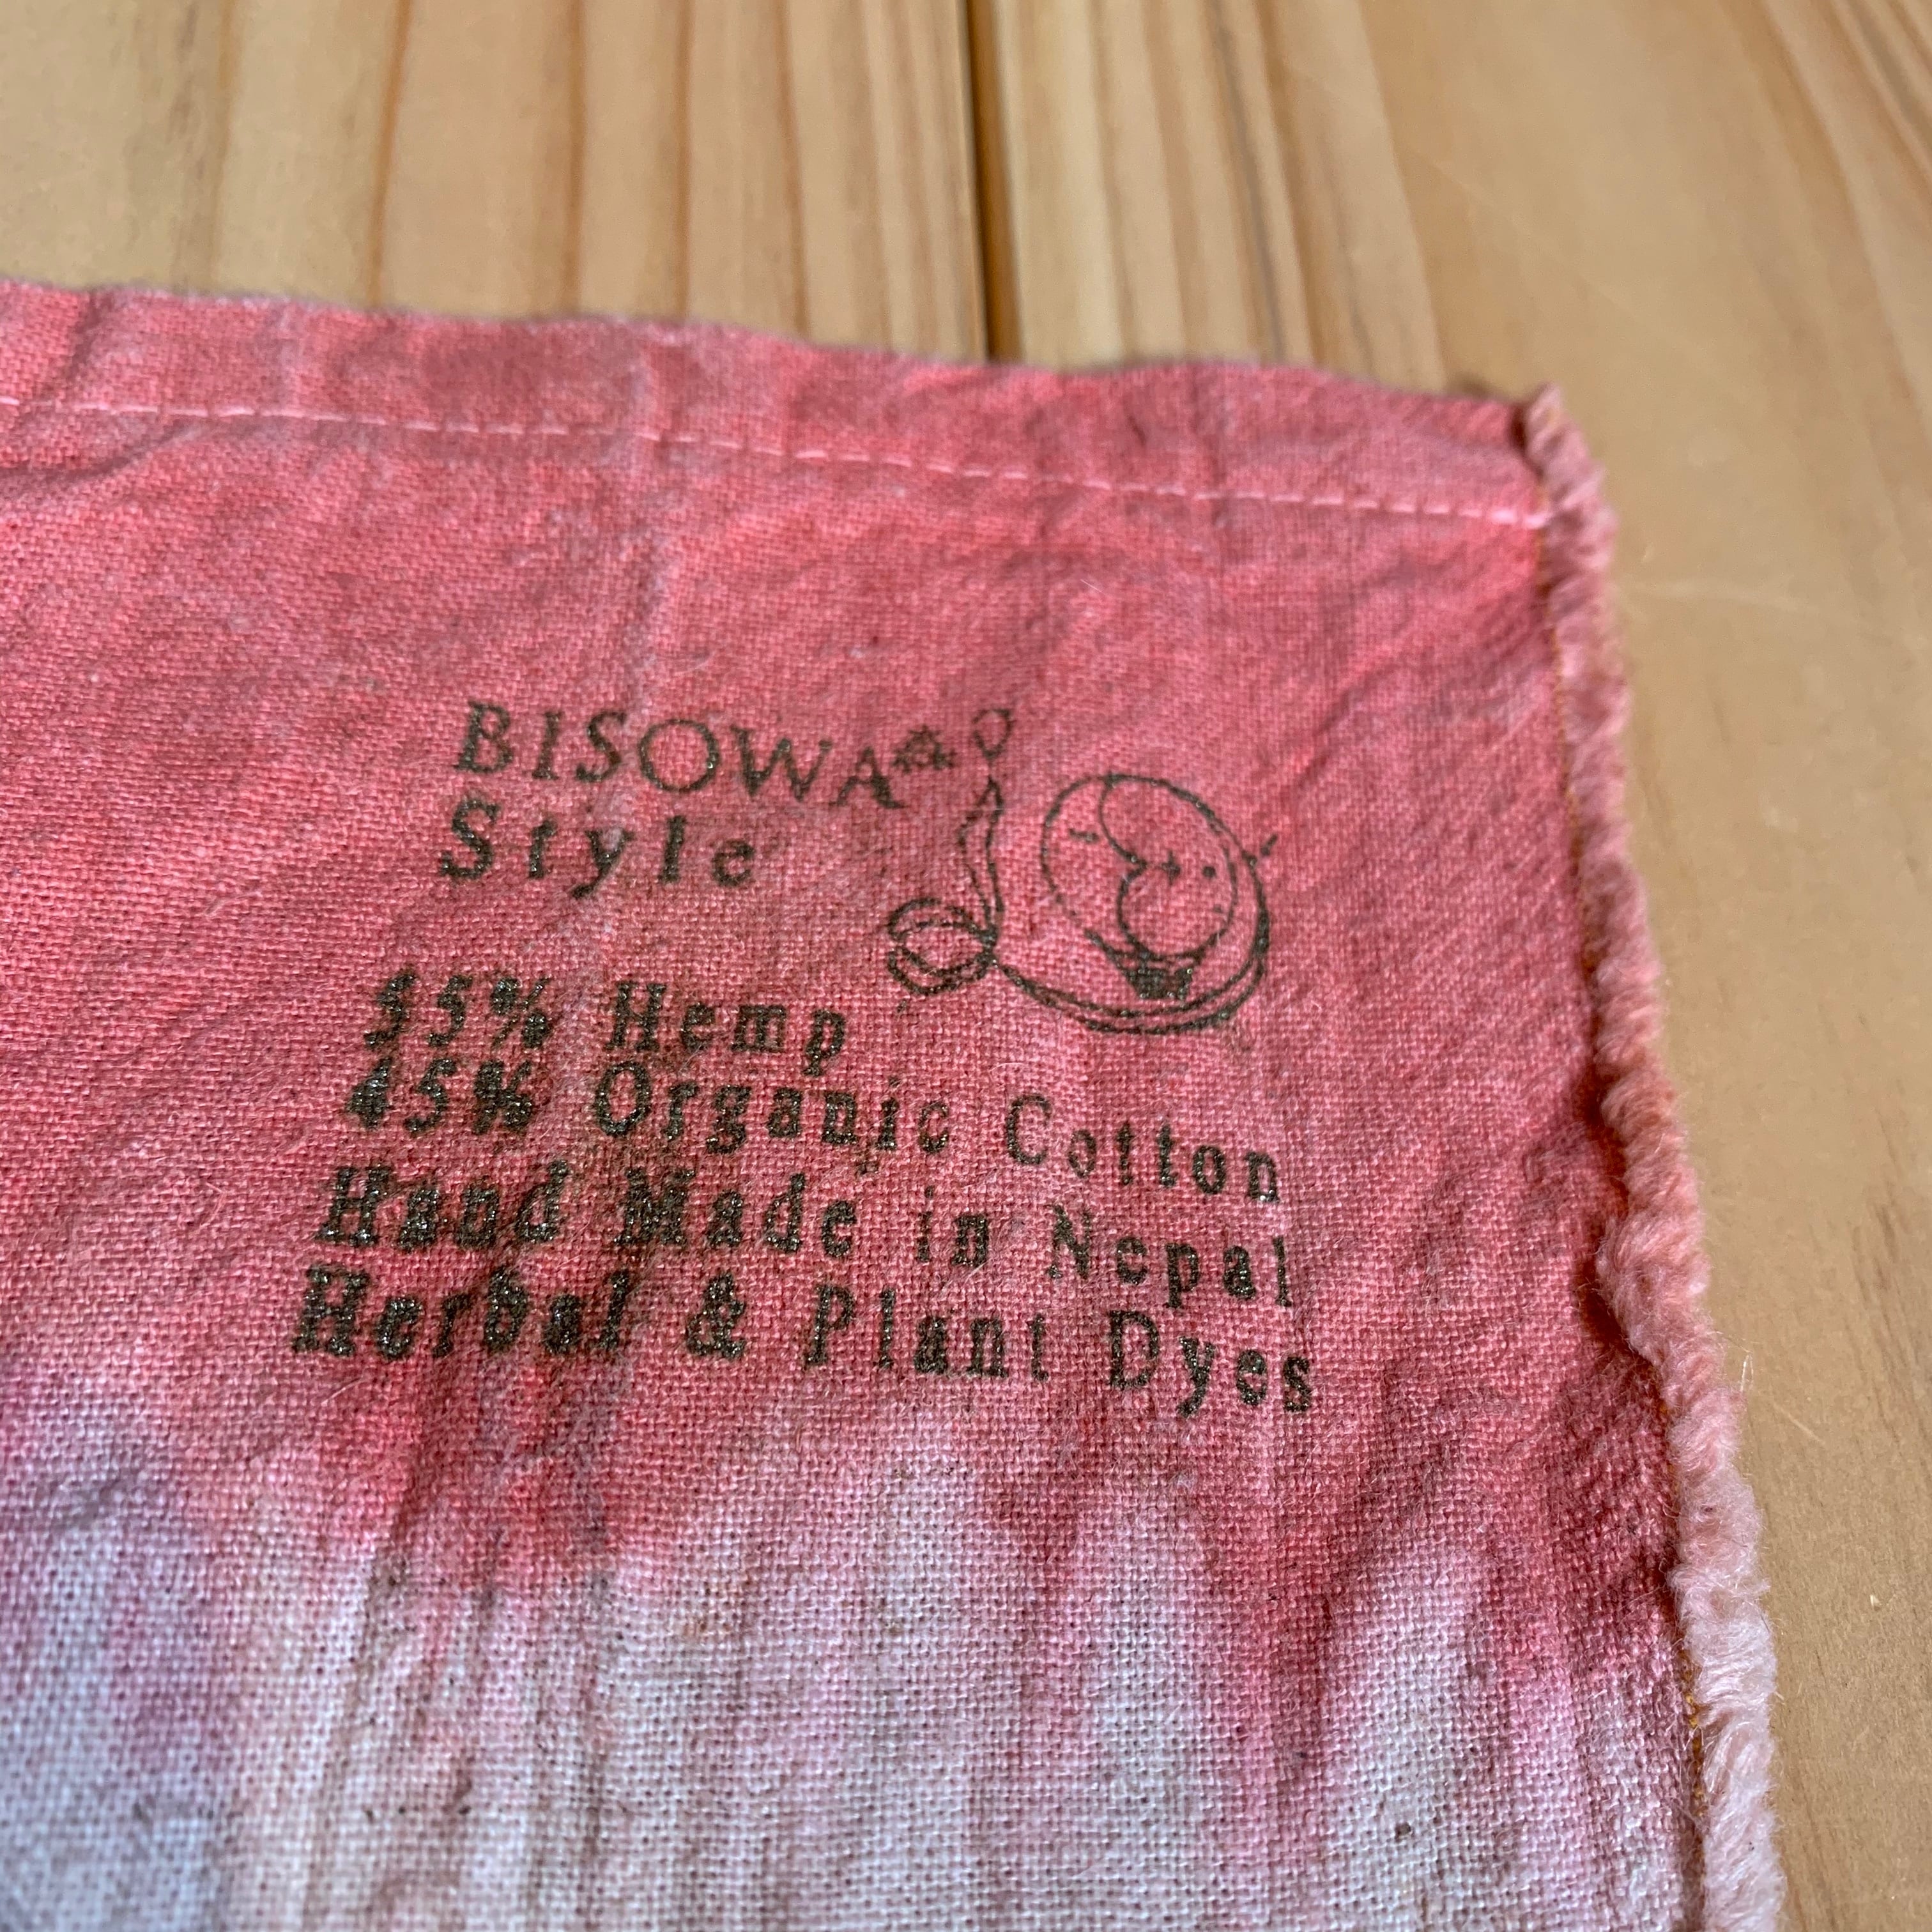 BISOWA
Style
55% Hemp
45% Organic Cotton
Hand Made in Nepal
Herbal & Plant Dyes